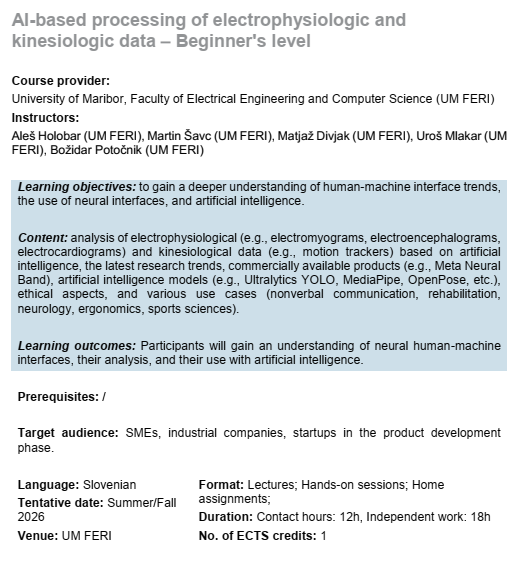 AI-based processing of electrophysiologic and
kinesiologic data – Beginner's level
Course provider:
University of Maribor, Faculty of Electrical Engineering and Computer Science (UM FERI)
Instructors:
Aleš Holobar (UM FERI), Martin Šavc (UM FERI), Matjaž Divjak (UM FERI), Uroš Mlakar (UM
FERI), Božidar Potočnik (UM FERI)
Learning objectives: to gain a deeper understanding of human-machine interface trends,
the use of neural interfaces, and artificial intelligence.
Content: analysis of electrophysiological (e.g., electromyograms, electroencephalograms,
electrocardiograms) and kinesiological data (e.g., motion trackers) based on artificial
intelligence, the latest research trends, commercially available products (e.g., Meta Neural
Band), artificial intelligence models (e.g., Ultralytics YOLO, MediaPipe, OpenPose, etc.),
ethical aspects, and various use cases (nonverbal communication, rehabilitation,
neurology, ergonomics, sports sciences).
Learning outcomes: Participants will gain an understanding of neural human-machine
interfaces, their analysis, and their use with artificial intelligence.
Prerequisites: /
Target audience: SMEs, industrial companies, startups in the product development
phase.
Language: Slovenian
Tentative date: Summer/Fall
2026
Venue: UM FERI
Format: Lectures; Hands-on sessions; Home
assignments;
Duration: Contact hours: 12h, Independent work: 18h
No. of ECTS credits: 1